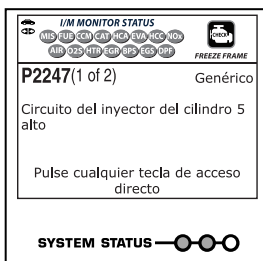 I/M MONITOR STATUS
MIS FUE CCM CAT HCA EVA HCC NOx
AIR O2S HTR EGR BPS EGS DPF
CHECK
FREEZE FRAME
P2247(1 of 2) Genérico
Circuito del inyector del cilindro 5
alto
Pulse cualquier tecla de acceso
directo
SYSTEM STATUS